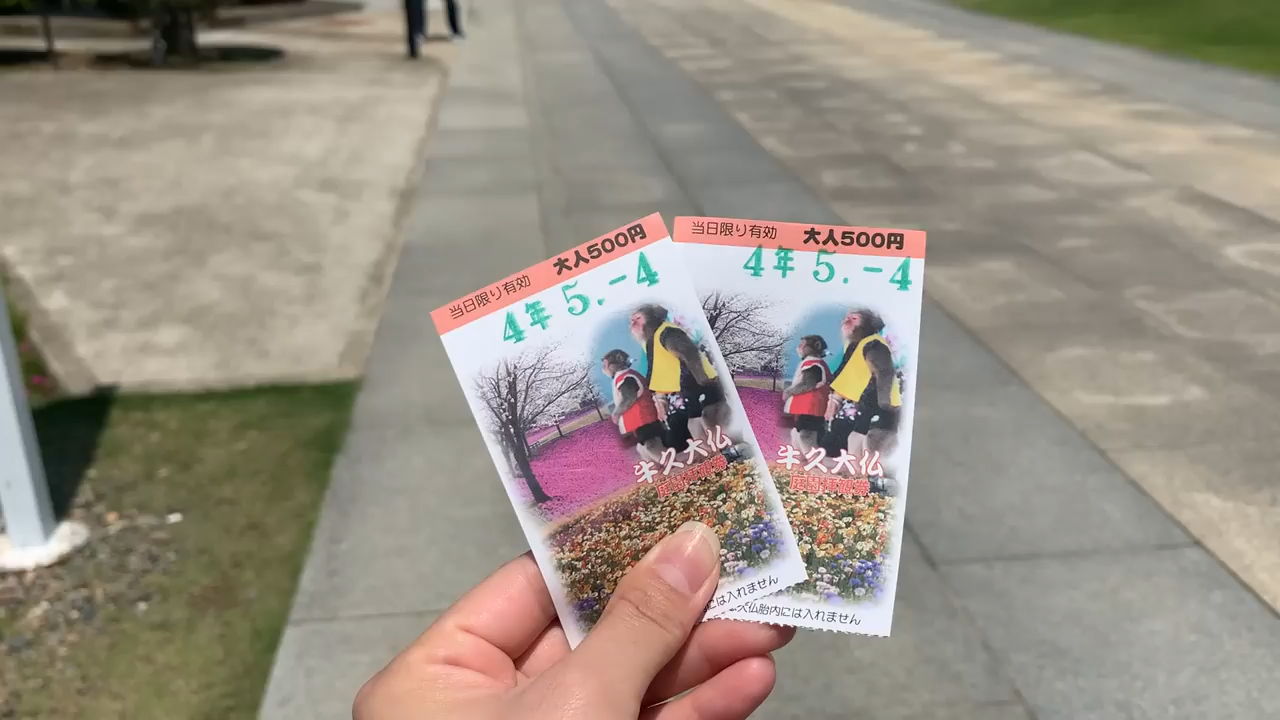 当日限り有効 大人500円
4年 5.-4
牛久大仏
庭園拝観券
入れません
当日限り有効 大人500円
4年 5.-4
牛久大仏
庭園拝観券
大仏胎内には入れません